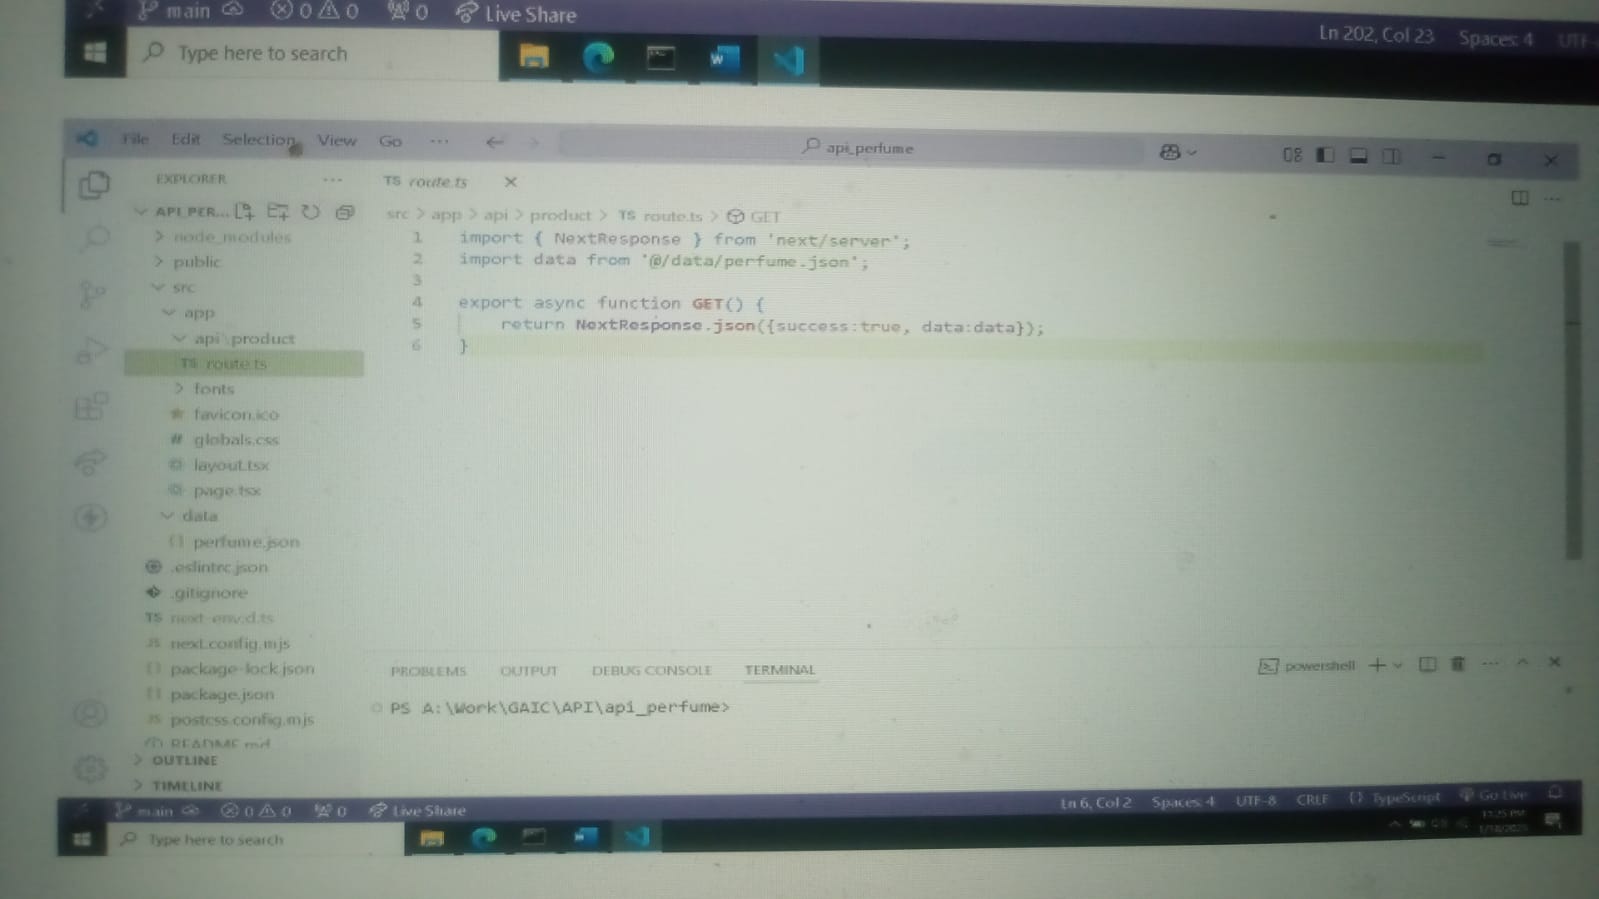 main 0 0 0 Live Share
Ln 202, Col 23 Spaces: 4 UTF-
Type here to search
File Edit Selection View Go ... api_perfume
EXPLORER ... TS route.ts
API_PER...
src > app > api > product > TS route.ts > GET
node_modules
public
src
app
api\product
TS route.ts
fonts
favicon.ico
# globals.css
layout.tsx
page.tsx
data
{} perfume.json
.eslintrc.json
.gitignore
TS next-env.d.ts
JS next.config.mjs
{} package-lock.json
{} package.json
JS postcss.config.mjs
README.md
OUTLINE
TIMELINE
1 import { NextResponse } from 'next/server';
2 import data from '@/data/perfume.json';
3
4 export async function GET() {
5 return NextResponse.json({success:true, data:data});
6 }
PROBLEMS OUTPUT DEBUG CONSOLE TERMINAL powershell
PS A:\Work\GAIC\API\api_perfume>
main 0 0 0 Live Share Ln 6, Col 2 Spaces: 4 UTF-8 CRLF {} TypeScript Go Live
Type here to search
11:25 PM